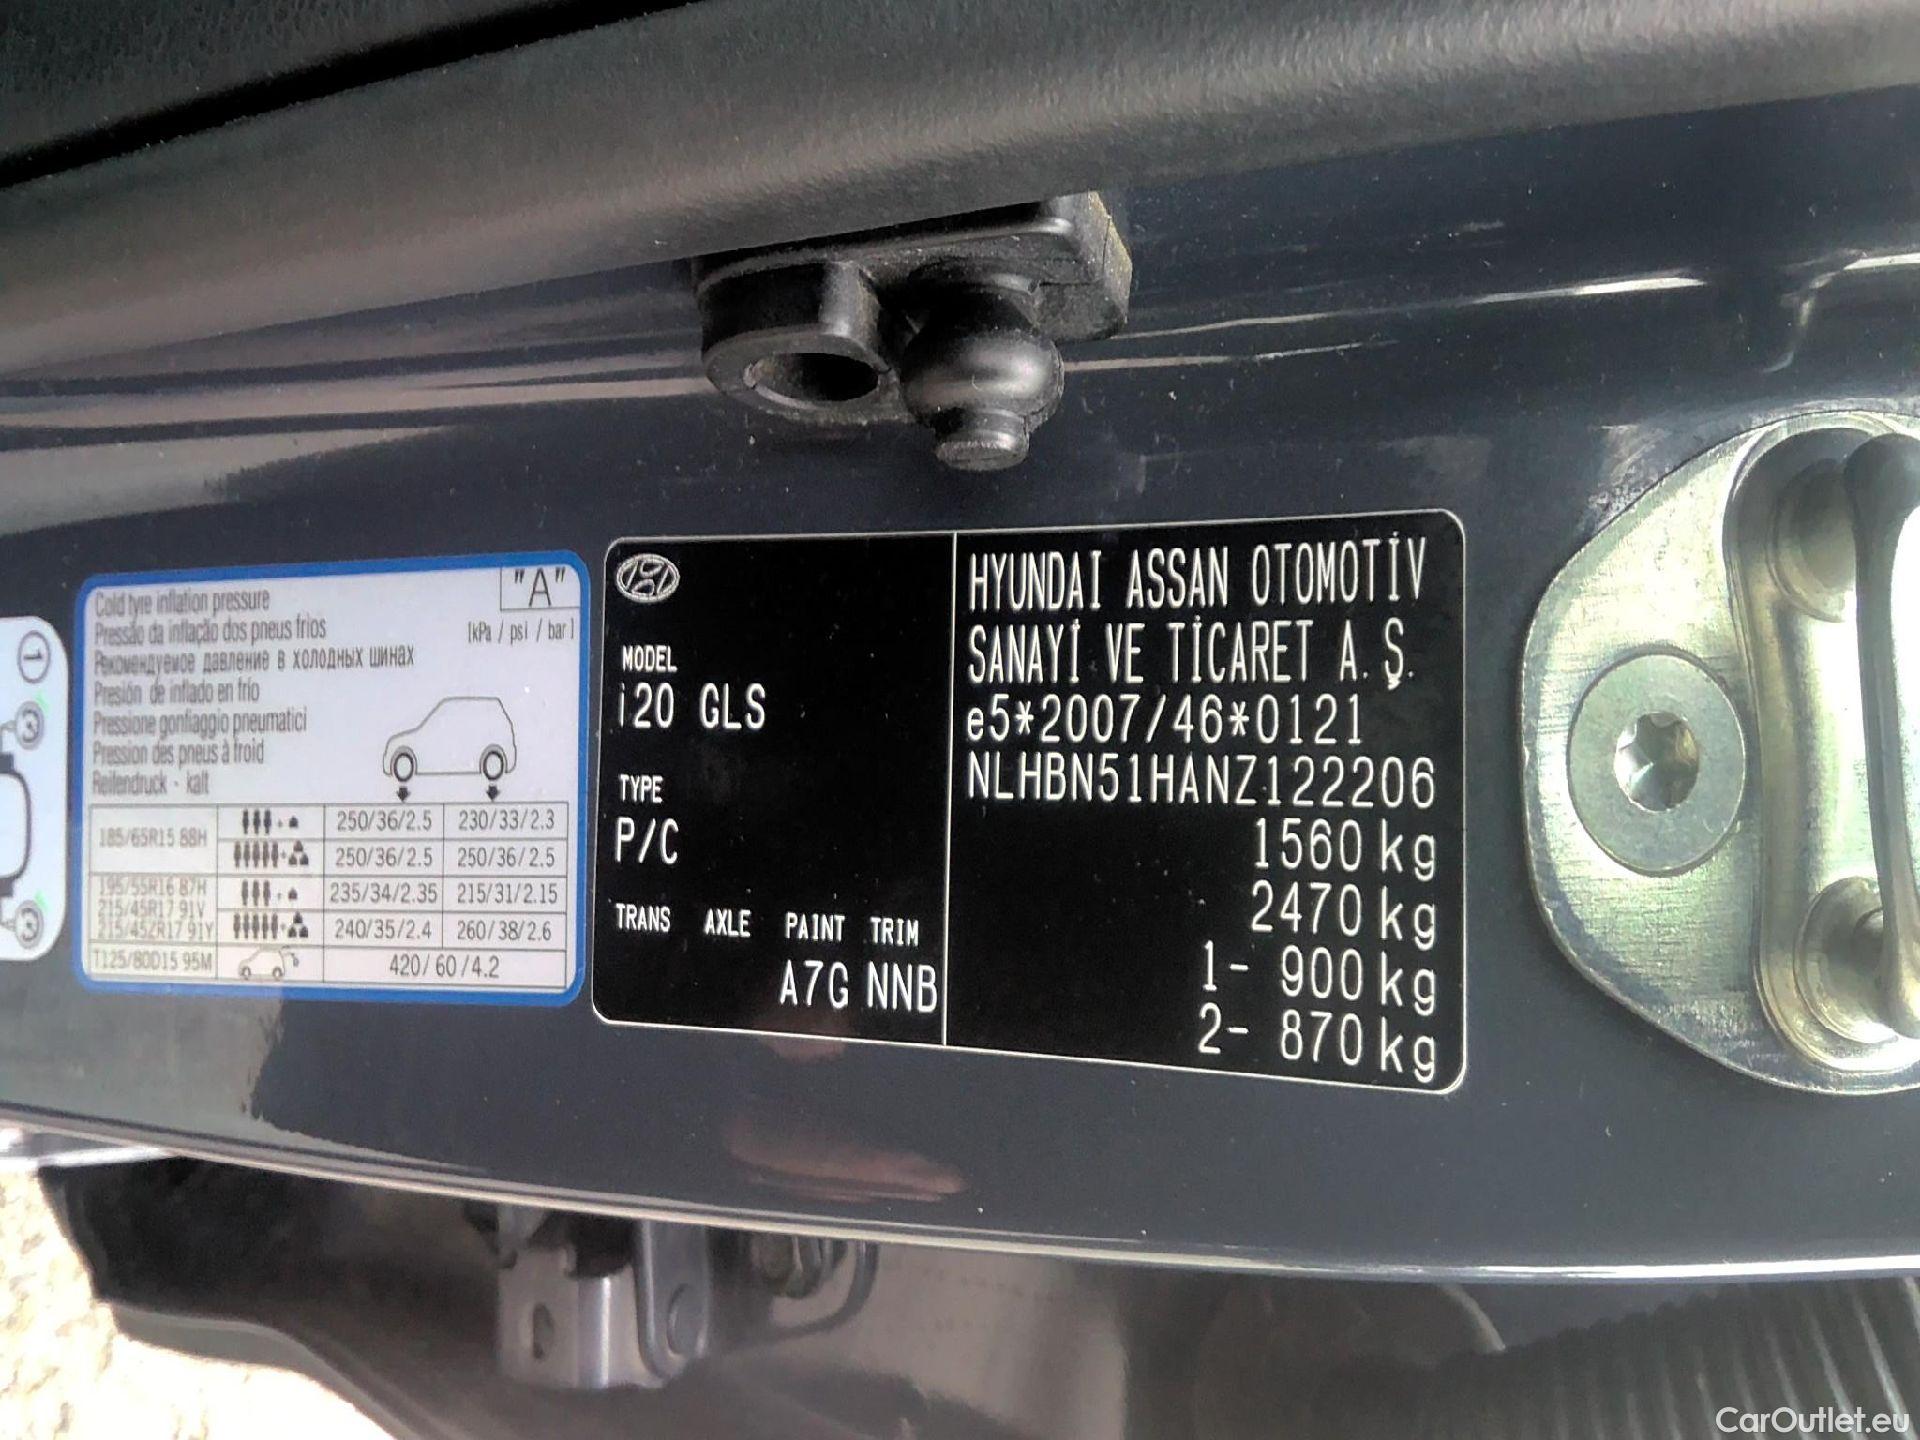 1
Cold tyre inflation pressure
"A"
Pressão da inflação dos pneus frios
[kPa / psi / bar]
Рекомендуемое давление в холодных шинах
Presión de inflado en frio
Pressione gonfiaggio pneumatici
Pression des pneus à froid
Reifendruck - kalt
185/65R15 88H
250/36/2.5 230/33/2.3
250/36/2.5 250/36/2.5
195/55R16 87H
215/45R17 91V
215/45ZR17 91Y
235/34/2.35 215/31/2.15
240/35/2.4 260/38/2.6
T125/80D15 95M
420/60/4.2
MODEL
i20 GLS
TYPE
P/C
TRANS AXLE PAINT TRIM
A7G NNB
HYUNDAI ASSAN OTOMOTİV
SANAYİ VE TİCARET A.Ş.
e5*2007/46*0121
NLHBN51HANZ122206
1560 kg
2470 kg
1- 900 kg
2- 870 kg
CarOutlet.eu